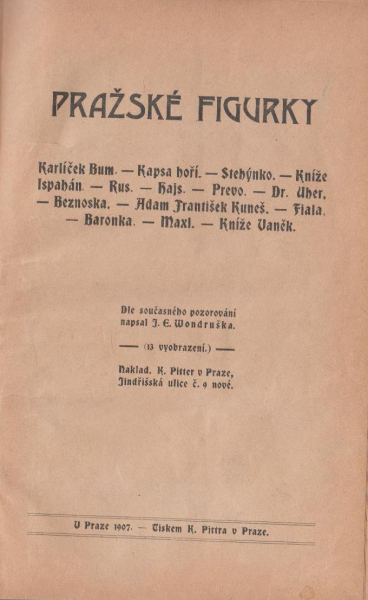 PRAŽSKÉ FIGURKY
Karlíček Bum. — Kapsa hoří. — Stehýnko. — Kníže
Ispahán. — Rus. — Hajs. — Prevo. — Dr. Uher.
— Beznoska. — Adam František Kuneš. — Fiala.
— Baronka. — Maxl. — Kníže Vaněk.
Dle současného pozorování
napsal J. E. Wondruška.
— (13 vyobrazení.) —
Naklad. K. Pitter v Praze,
Jindřišská ulice č. 9 nové.
V Praze 1907. — Tiskem K. Pittra v Praze.